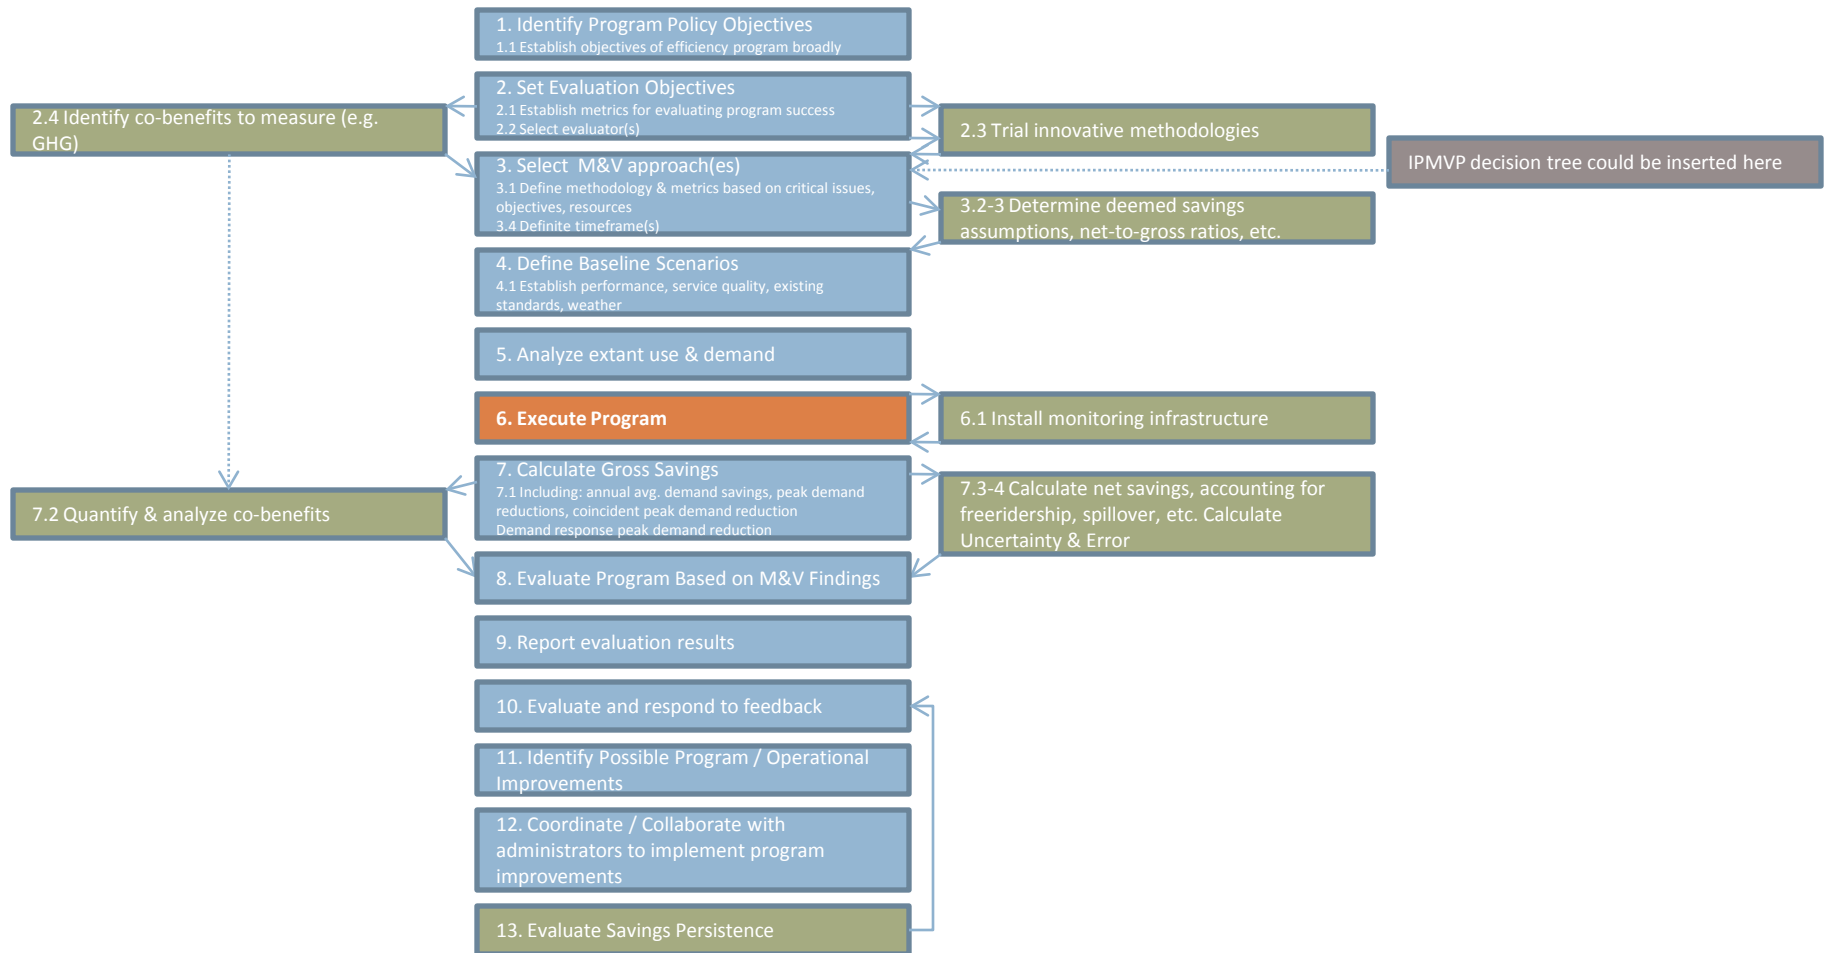 1. Identify Program Policy Objectives
1.1 Establish objectives of efficiency program broadly
2. Set Evaluation Objectives
2.1 Establish metrics for evaluating program success
2.2 Select evaluator(s)
2.4 Identify co-benefits to measure (e.g.
GHG)
2.3 Trial innovative methodologies
3. Select M&V approach(es)
3.1 Define methodology & metrics based on critical issues,
objectives, resources
3.4 Definite timeframe(s)
IPMVP decision tree could be inserted here
3.2-3 Determine deemed savings
assumptions, net-to-gross ratios, etc.
4. Define Baseline Scenarios
4.1 Establish performance, service quality, existing
standards, weather
5. Analyze extant use & demand
6. Execute Program
6.1 Install monitoring infrastructure
7. Calculate Gross Savings
7.1 Including: annual avg. demand savings, peak demand
reductions, coincident peak demand reduction
Demand response peak demand reduction
7.2 Quantify & analyze co-benefits
7.3-4 Calculate net savings, accounting for
freeridership, spillover, etc. Calculate
Uncertainty & Error
8. Evaluate Program Based on M&V Findings
9. Report evaluation results
10. Evaluate and respond to feedback
11. Identify Possible Program / Operational
Improvements
12. Coordinate / Collaborate with
administrators to implement program
improvements
13. Evaluate Savings Persistence